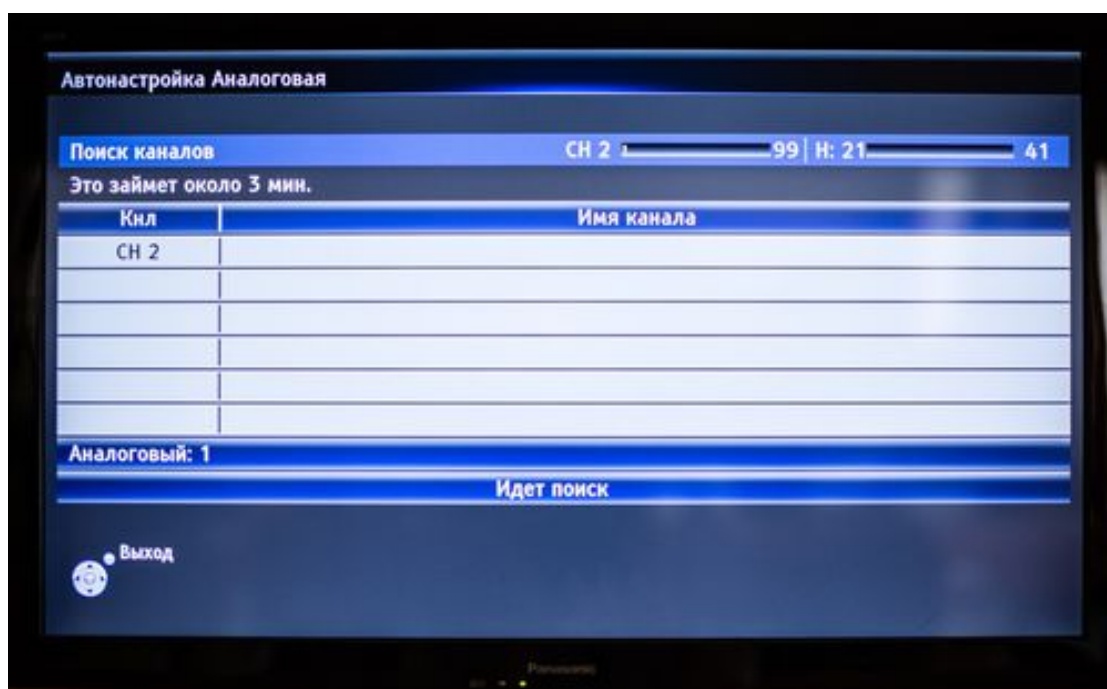 Автонастройка Аналоговая
Поиск каналов CH 2 99 H: 21 41
Это займет около 3 мин.
Кнл Имя канала
CH 2
Аналоговый: 1
Идет поиск
Выход
Panasonic